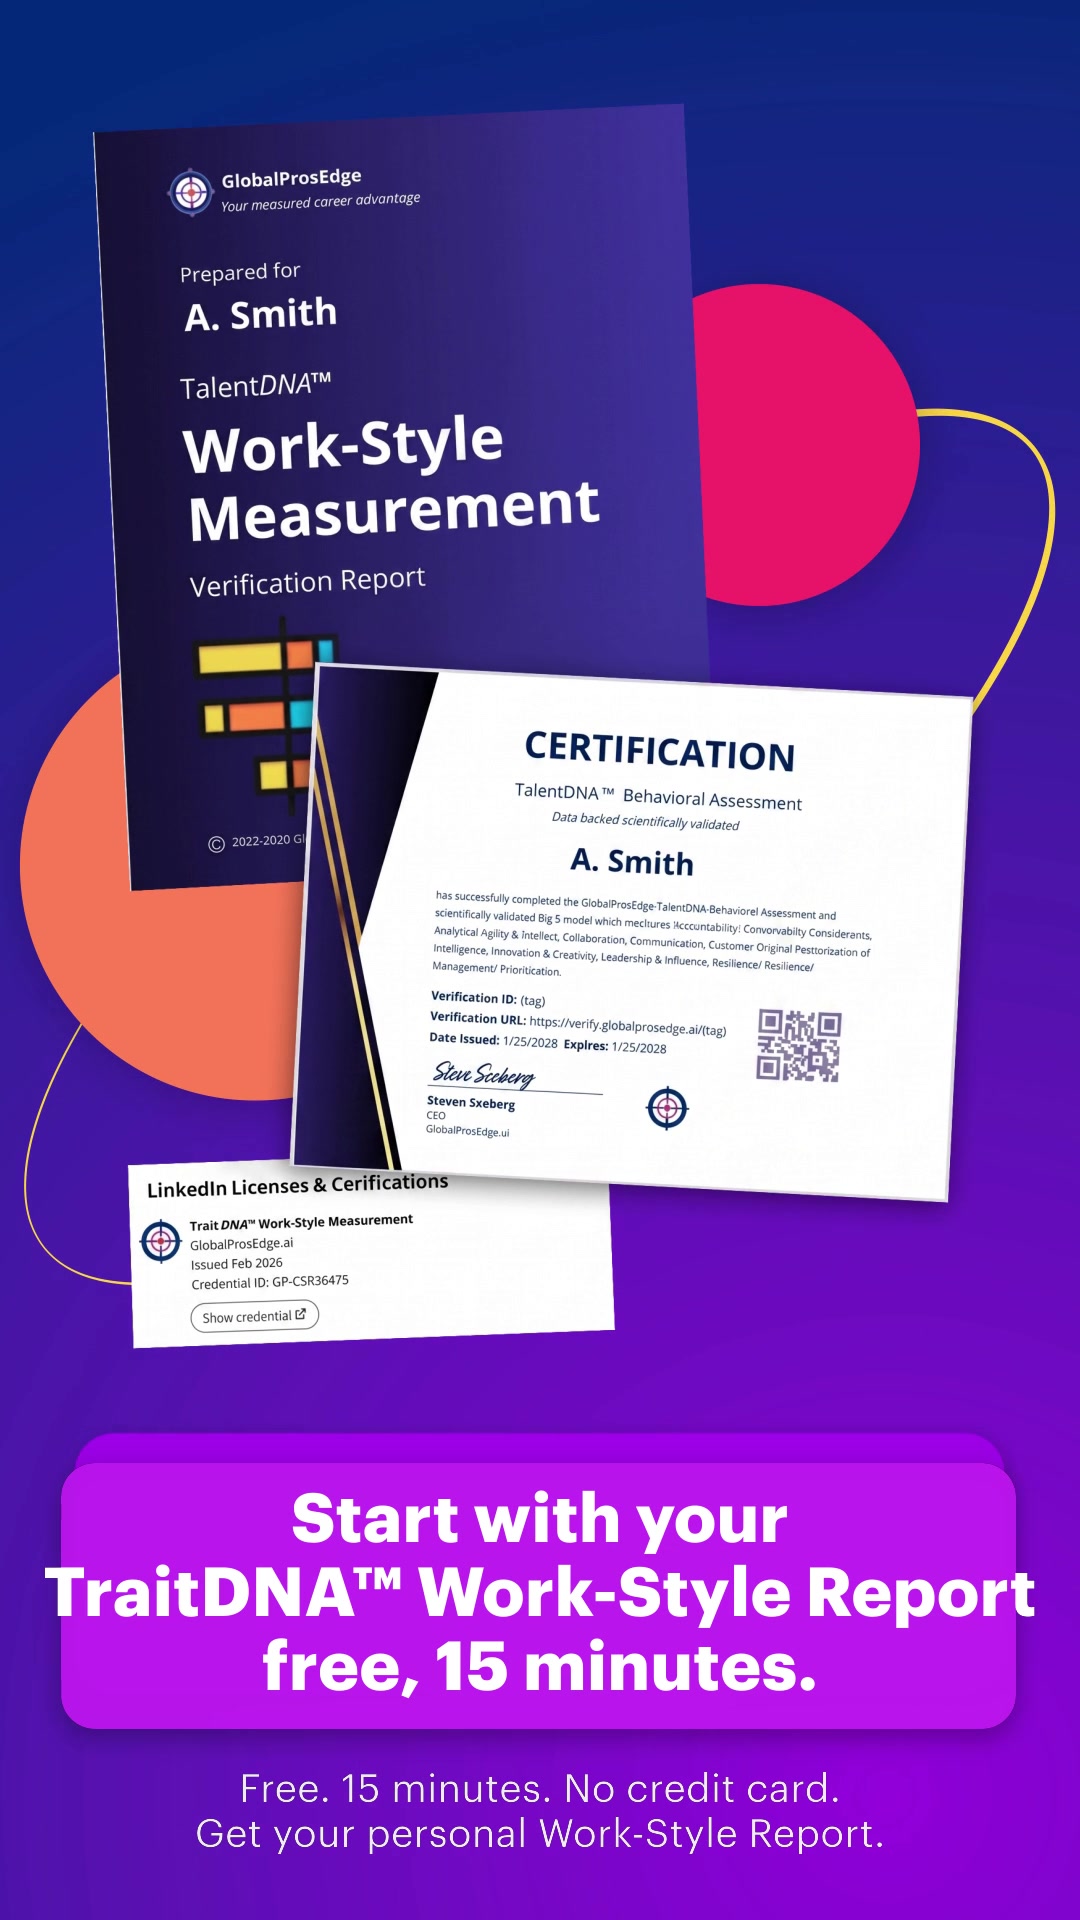 GlobalProsEdge
Your measured career advantage
Prepared for
A. Smith
TalentDNA™
Work-Style
Measurement
Verification Report
© 2022-2020 Gl
CERTIFICATION
TalentDNA™ Behavioral Assessment
Data backed scientifically validated
A. Smith
has successfully completed the GlobalProsEdge-TalentDNA-Behaviorel Assessment and
scientifically validated Big 5 model which Convorvabilty Considerants,
Analytical Agility & Intellect, Collaboration, Communication, Customer Original Pesttorization of
Intelligence, Innovation & Creativity, Leadership & Influence, Resilience/ Resilience/
Management/ Prioritication.
Verification ID: (tag)
Verification URL: https://verify.globalprosedge.ai/(tag)
Date Issued: 1/25/2028 Expires: 1/25/2028
Steve Sceberg
Steven Sxeberg
CEO
GlobalProsEdge.ui
LinkedIn Licenses & Cerifications
TraitDNA™ Work-Style Measurement
GlobalProsEdge.ai
Issued Feb 2026
Credential ID: GP-CSR36475
Show credential
Start with your
TraitDNA™ Work-Style Report
free, 15 minutes.
Free. 15 minutes. No credit card.
Get your personal Work-Style Report.